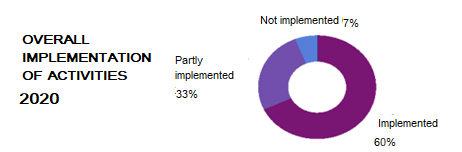 OVERALL
IMPLEMENTATION
OF ACTIVITIES
2020
Not implemented 7%
Partly
implemented
33%
Implemented
60%